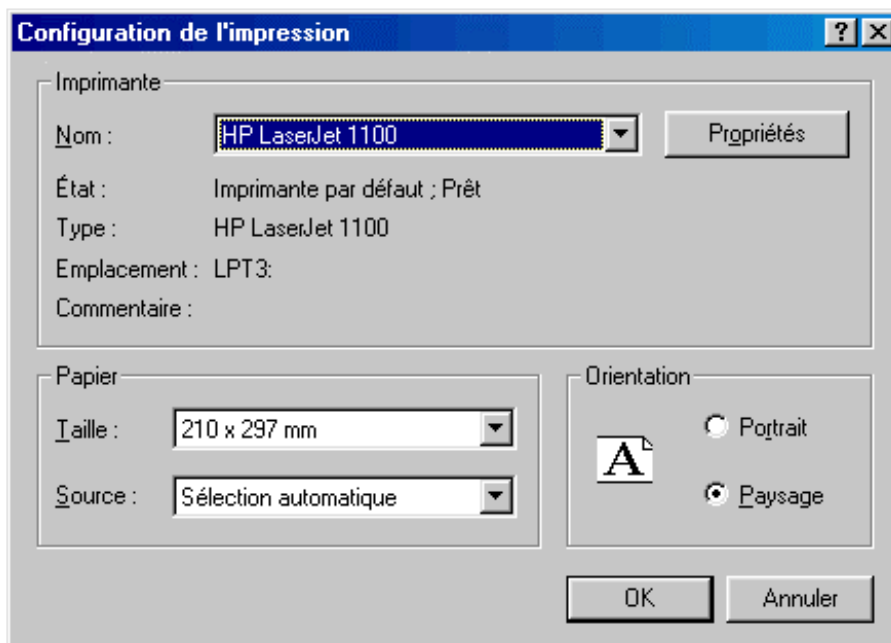 Configuration de l'impression
Imprimante
Nom : HP LaserJet 1100 Propriétés
État : Imprimante par défaut ; Prêt
Type : HP LaserJet 1100
Emplacement : LPT3:
Commentaire :
Papier
Taille : 210 x 297 mm
Source : Sélection automatique
Orientation
A
Portrait
Paysage
OK Annuler